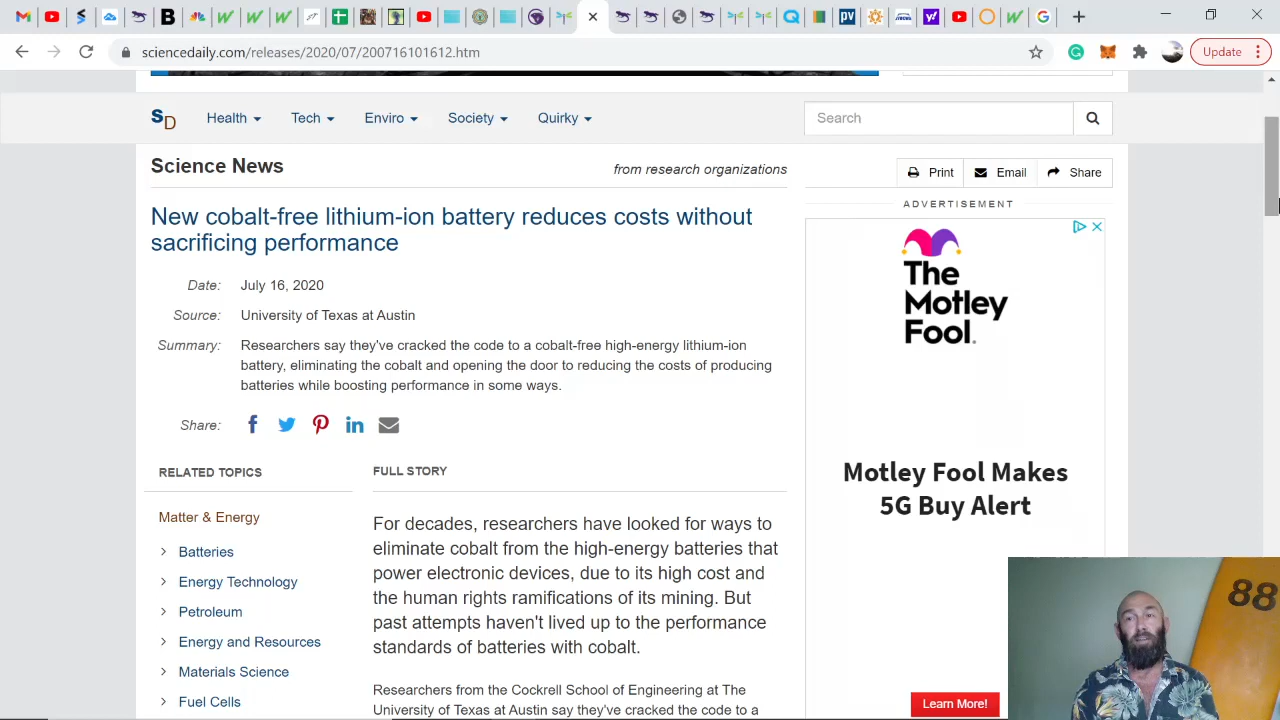 sciencedaily.com/releases/2020/07/200716101612.htm
Update
SD
Health
Tech
Enviro
Society
Quirky
Search
Science News
from research organizations
Print
Email
Share
ADVERTISEMENT
New cobalt-free lithium-ion battery reduces costs without
sacrificing performance
Date:
July 16, 2020
Source:
University of Texas at Austin
Summary:
Researchers say they've cracked the code to a cobalt-free high-energy lithium-ion
battery, eliminating the cobalt and opening the door to reducing the costs of producing
batteries while boosting performance in some ways.
Share:
RELATED TOPICS
Matter & Energy
Batteries
Energy Technology
Petroleum
Energy and Resources
Materials Science
Fuel Cells
FULL STORY
For decades, researchers have looked for ways to
eliminate cobalt from the high-energy batteries that
power electronic devices, due to its high cost and
the human rights ramifications of its mining. But
past attempts haven't lived up to the performance
standards of batteries with cobalt.
Researchers from the Cockrell School of Engineering at The
University of Texas at Austin say they've cracked the code to a
The
Motley
Fool.
Motley Fool Makes
5G Buy Alert
Learn More!
88